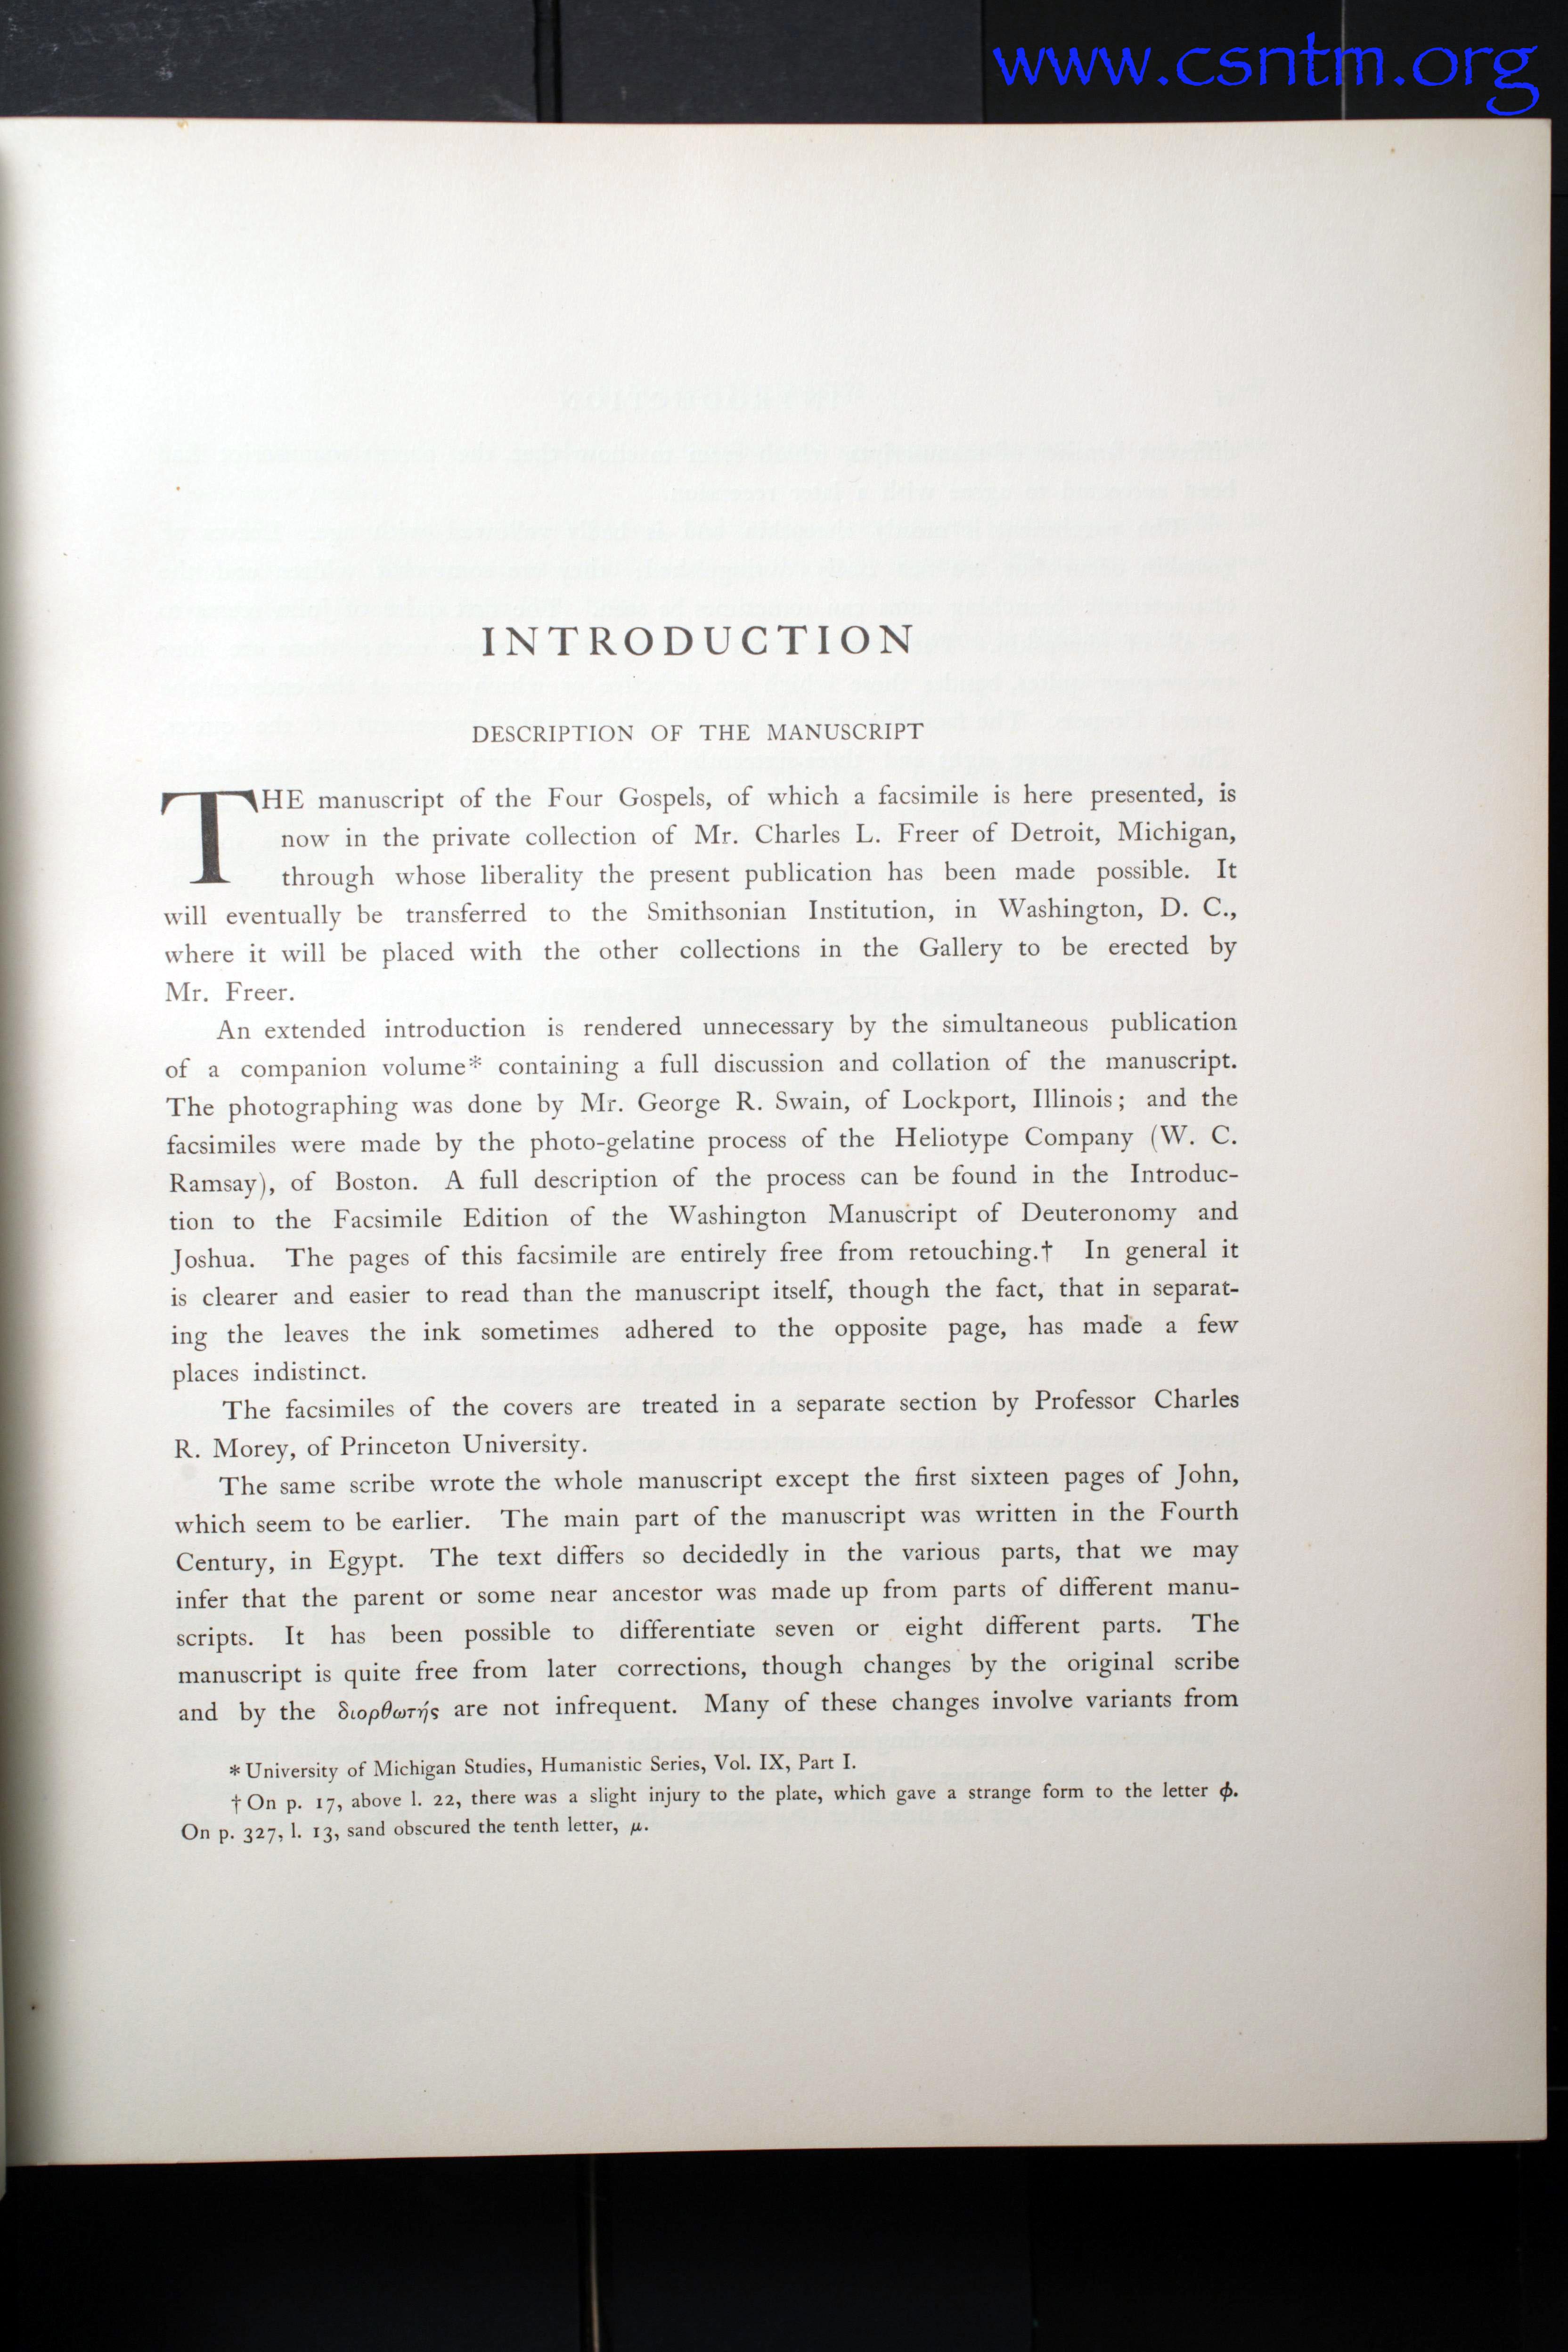 www.csntm.org
INTRODUCTION
DESCRIPTION OF THE MANUSCRIPT
THE manuscript of the Four Gospels, of which a facsimile is here presented, is
now in the private collection of Mr. Charles L. Freer of Detroit, Michigan,
through whose liberality the present publication has been made possible. It
will eventually be transferred to the Smithsonian Institution, in Washington, D. C.,
where it will be placed with the other collections in the Gallery to be erected by
Mr. Freer.
An extended introduction is rendered unnecessary by the simultaneous publication
of a companion volume* containing a full discussion and collation of the manuscript.
The photographing was done by Mr. George R. Swain, of Lockport, Illinois; and the
facsimiles were made by the photo-gelatine process of the Heliotype Company (W. C.
Ramsay), of Boston. A full description of the process can be found in the Introduc-
tion to the Facsimile Edition of the Washington Manuscript of Deuteronomy and
Joshua. The pages of this facsimile are entirely free from retouching.† In general it
is clearer and easier to read than the manuscript itself, though the fact, that in separat-
ing the leaves the ink sometimes adhered to the opposite page, has made a few
places indistinct.
The facsimiles of the covers are treated in a separate section by Professor Charles
R. Morey, of Princeton University.
The same scribe wrote the whole manuscript except the first sixteen pages of John,
which seem to be earlier. The main part of the manuscript was written in the Fourth
Century, in Egypt. The text differs so decidedly in the various parts, that we may
infer that the parent or some near ancestor was made up from parts of different manu-
scripts. It has been possible to differentiate seven or eight different parts. The
manuscript is quite free from later corrections, though changes by the original scribe
and by the διορθωτής are not infrequent. Many of these changes involve variants from
* University of Michigan Studies, Humanistic Series, Vol. IX, Part I.
† On p. 17, above l. 22, there was a slight injury to the plate, which gave a strange form to the letter φ.
On p. 327, l. 13, sand obscured the tenth letter, μ.